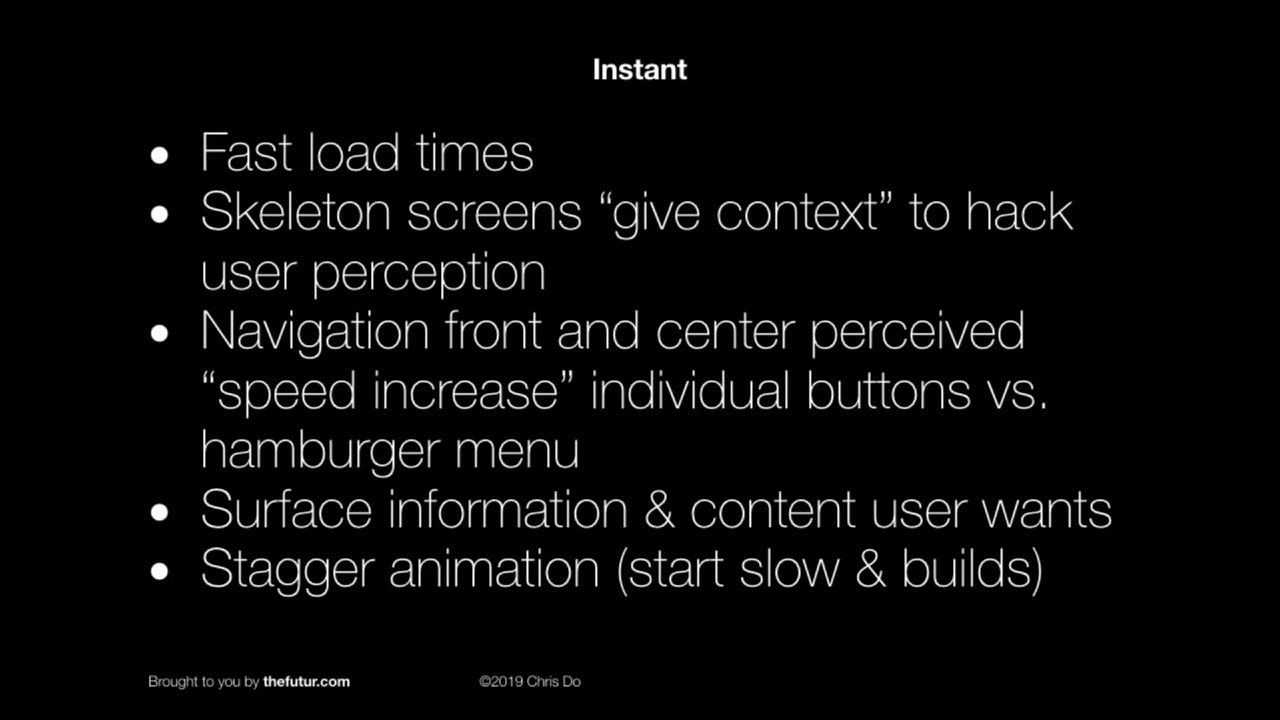 Instant
• Fast load times
• Skeleton screens “give context” to hack
user perception
• Navigation front and center perceived
“speed increase” individual buttons vs.
hamburger menu
• Surface information & content user wants
• Stagger animation (start slow & builds)
Brought to you by thefutur.com ©2019 Chris Do